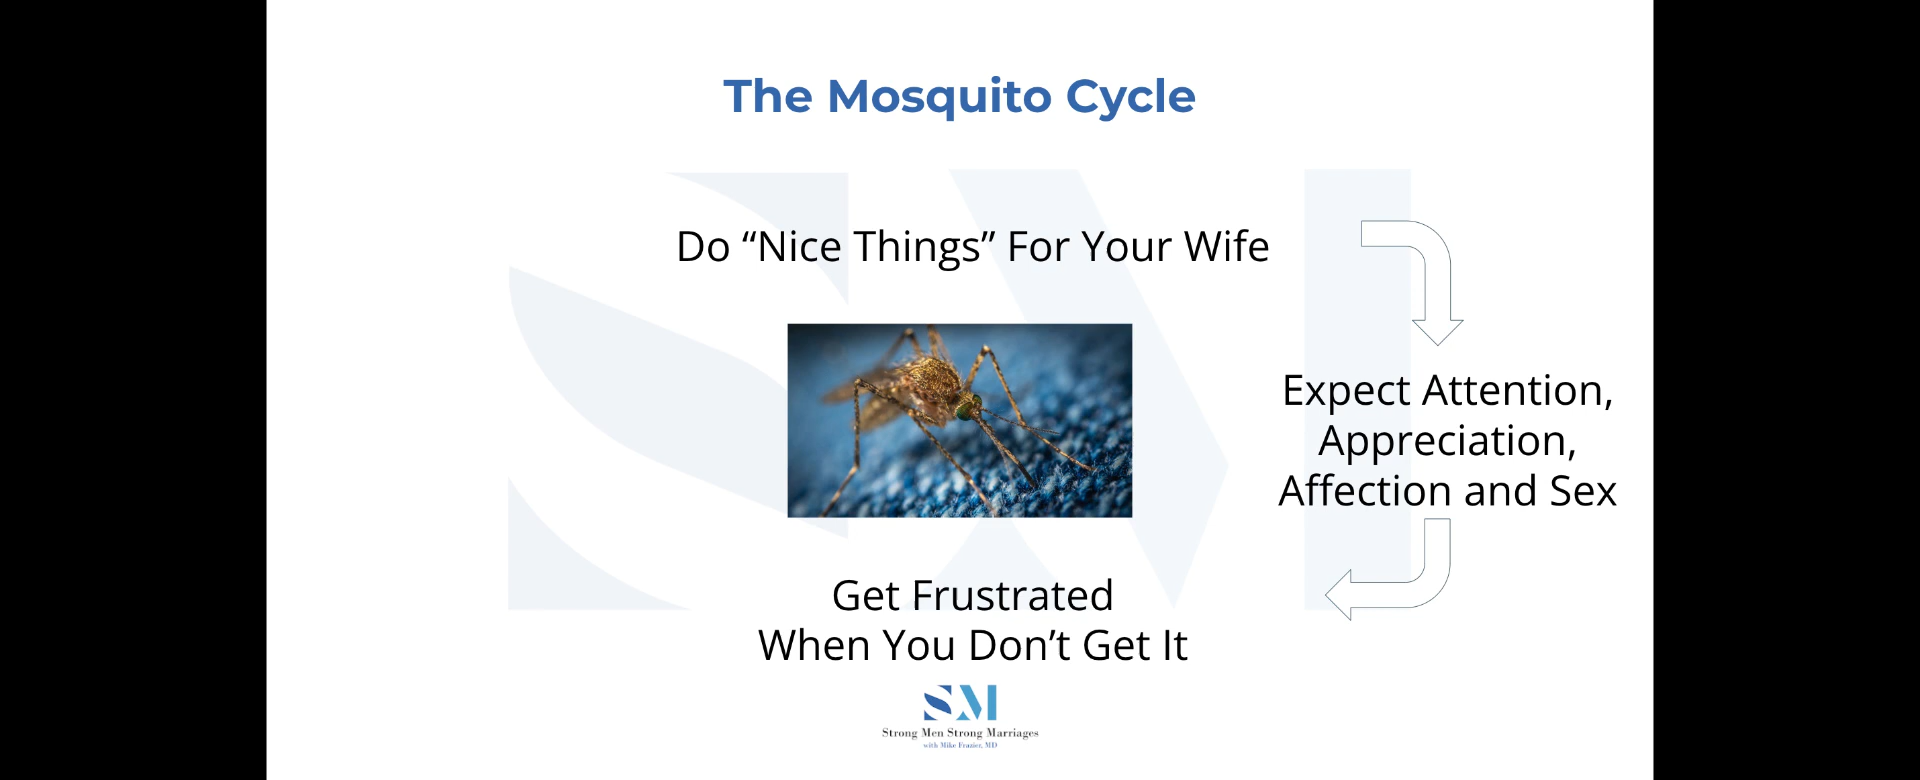 The Mosquito Cycle
Do “Nice Things” For Your Wife
Expect Attention,
Appreciation,
Affection and Sex
Get Frustrated
When You Don’t Get It
SM
Strong Men Strong Marriages
with Mike Frazier, MD